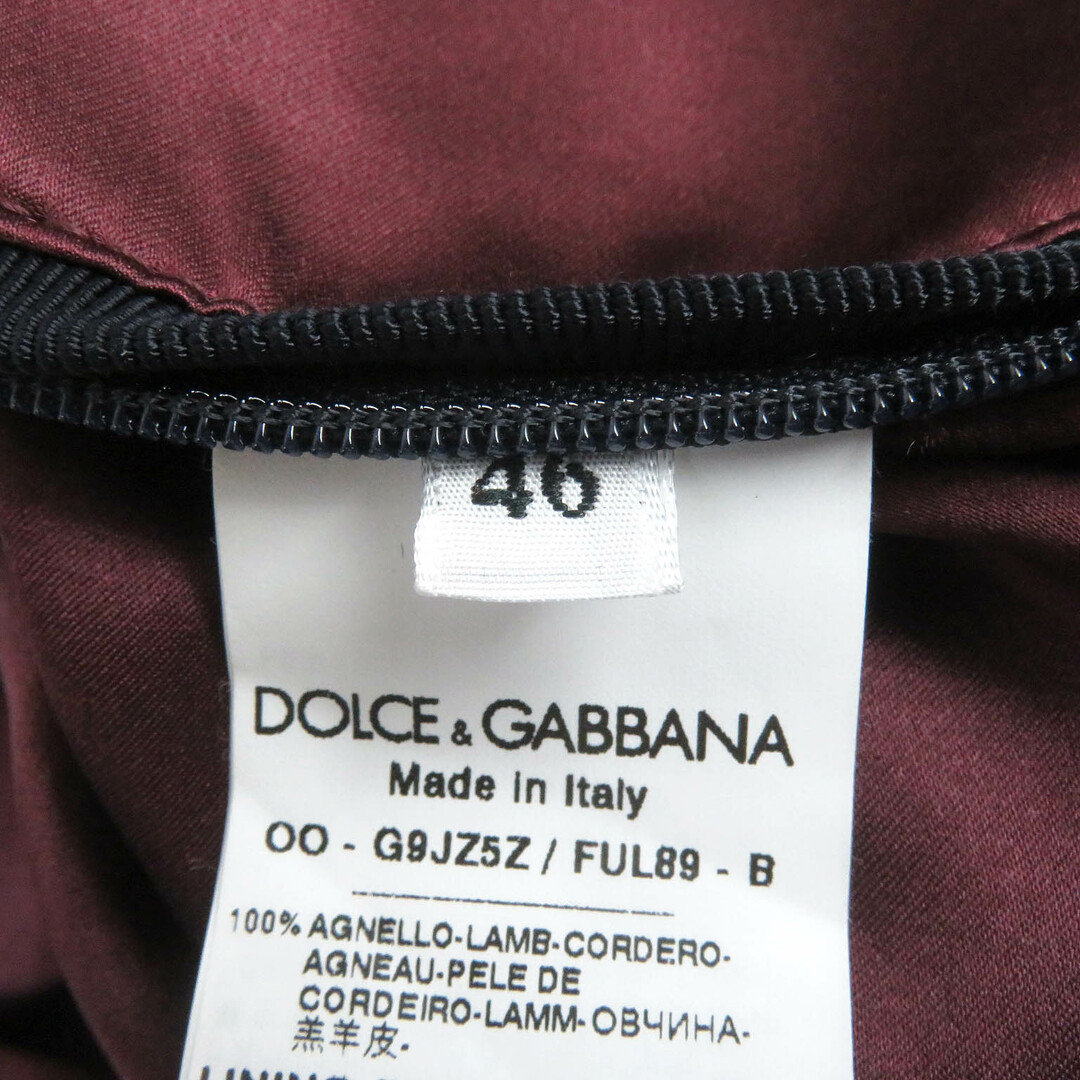 46
DOLCE & GABBANA
Made in Italy
OO - G9JZ5Z / FUL89 - B
100% AGNELLO-LAMB-CORDERO-
AGNEAU-PELE DE
CORDEIRO-LAMM-ОВЧИНА-
羔羊皮-